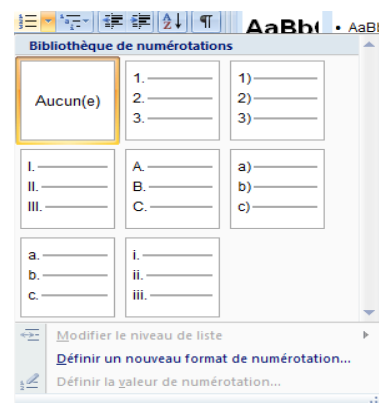 AaBb( • AaBl
Bibliothèque de numérotations
Aucun(e)
1.
2.
3.
1)
2)
3)
I.
II.
III.
A.
B.
C.
a)
b)
c)
a.
b.
c.
i.
ii.
iii.
Modifier le niveau de liste
Définir un nouveau format de numérotation...
Définir la valeur de numérotation...